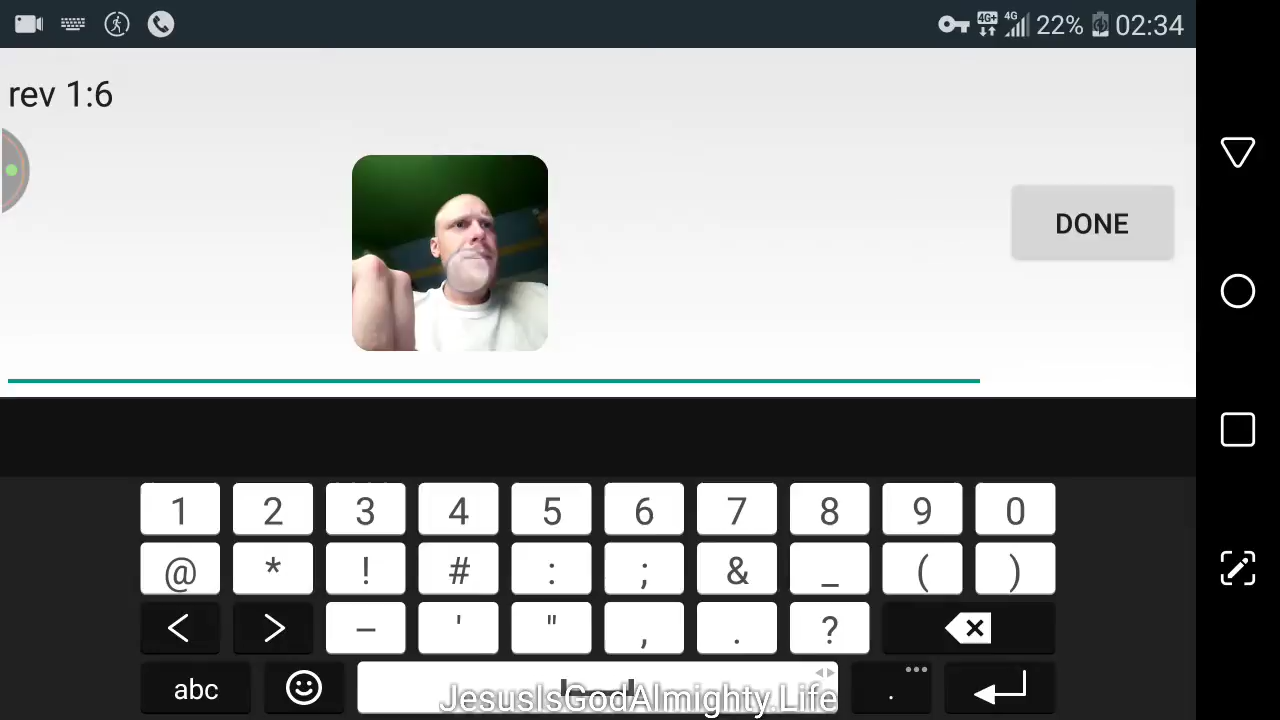 4G+ 4G 22% 02:34
rev 1:6
DONE
1 2 3 4 5 6 7 8 9 0
@ * ! # : ; & _ ( )
< > – ' " , . ?
abc .
JesusIsGodAlmighty.Life